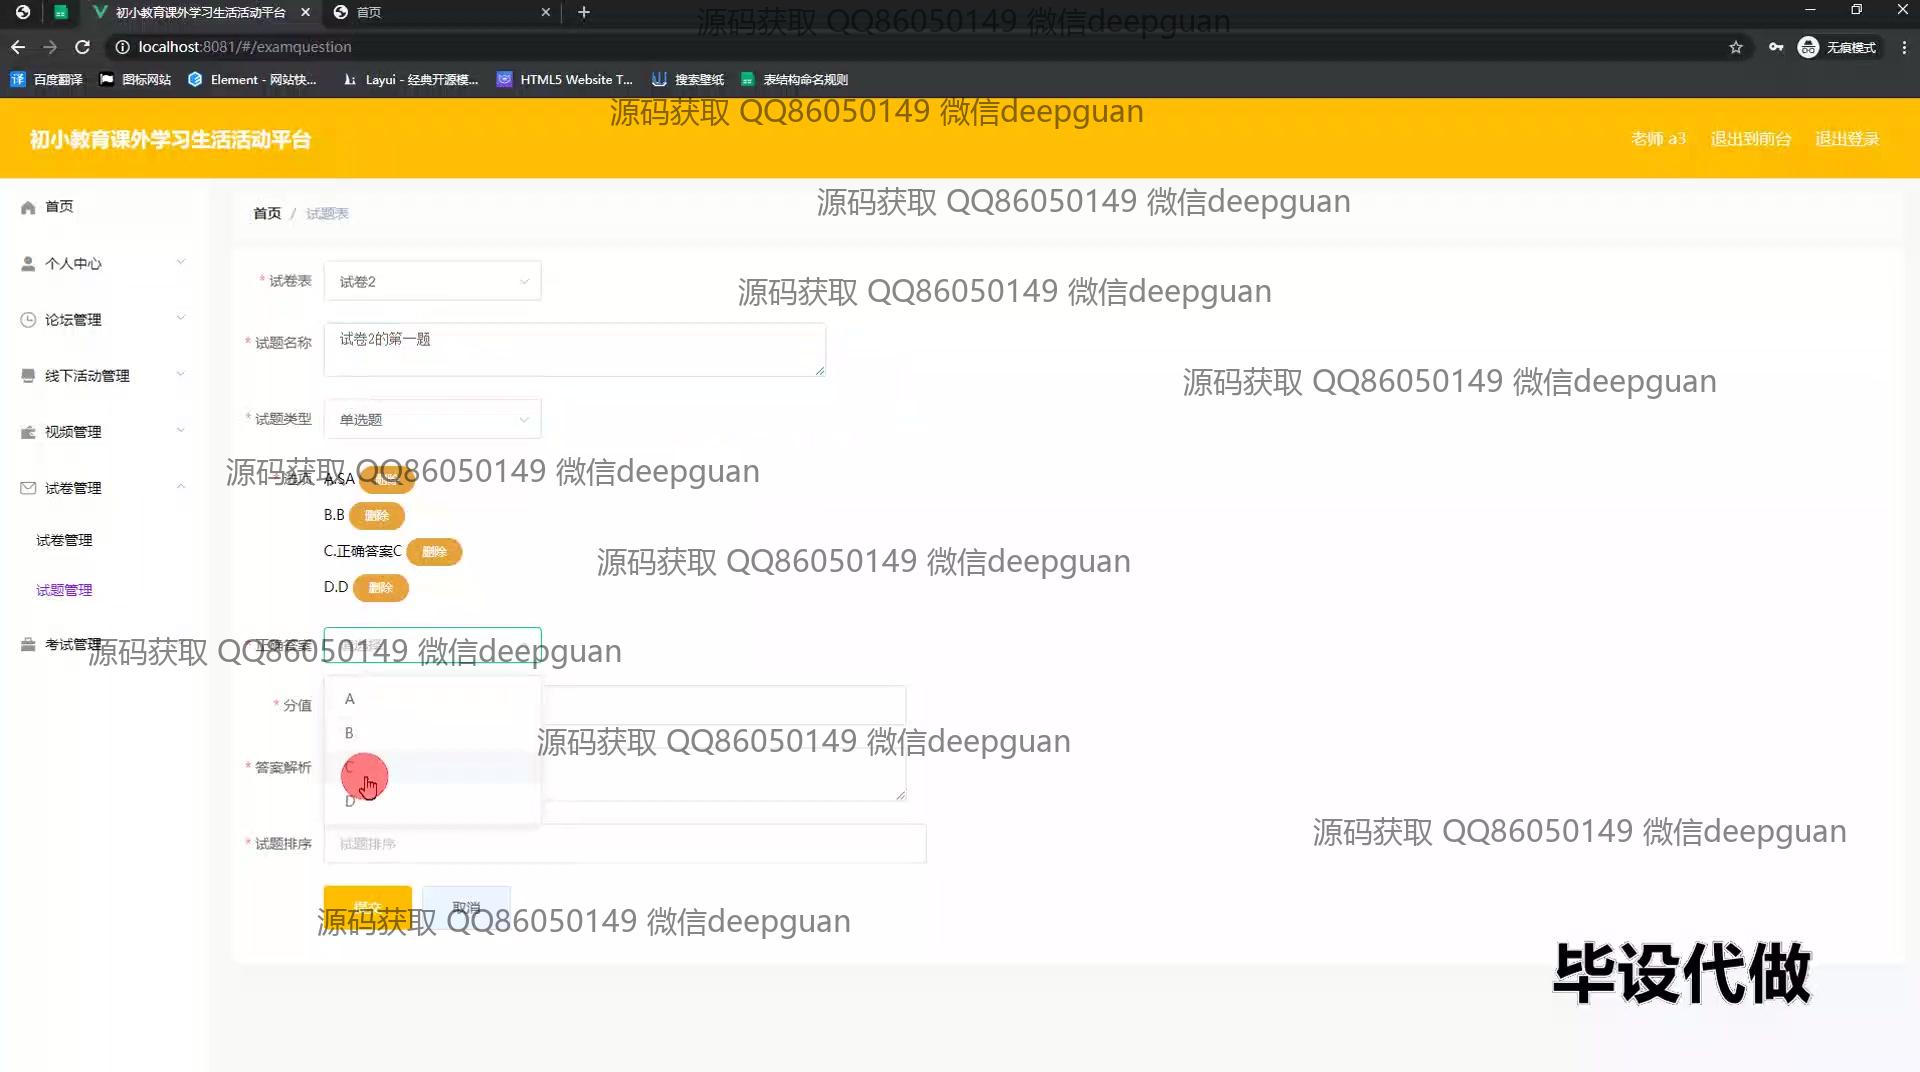 初小教育课外学习生活活动平台
首页
localhost:8081/#/examquestion
无痕模式
百度翻译
图标网站
Element - 网站快...
Layui - 经典开源模...
HTML5 Website T...
搜索壁纸
表结构命名规则
源码获取 QQ86050149 微信deepguan
源码获取 QQ86050149 微信deepguan
初小教育课外学习生活活动平台
老师 a3
退出到前台
退出登录
源码获取 QQ86050149 微信deepguan
首页
首页 / 试题表
个人中心
* 试卷表
试卷2
源码获取 QQ86050149 微信deepguan
论坛管理
* 试题名称
试卷2的第一题
线下活动管理
源码获取 QQ86050149 微信deepguan
* 试题类型
单选题
视频管理
源码获取 QQ86050149 微信deepguan
* 选项
A.SA 删除
试卷管理
B.B 删除
试卷管理
C.正确答案C 删除
源码获取 QQ86050149 微信deepguan
D.D 删除
试题管理
考试管理
* 正确答案
请选择
源码获取 QQ86050149 微信deepguan
A
* 分值
B
源码获取 QQ86050149 微信deepguan
* 答案解析
C
D
源码获取 QQ86050149 微信deepguan
* 试题排序
试题排序
提交
取消
源码获取 QQ86050149 微信deepguan
毕设代做